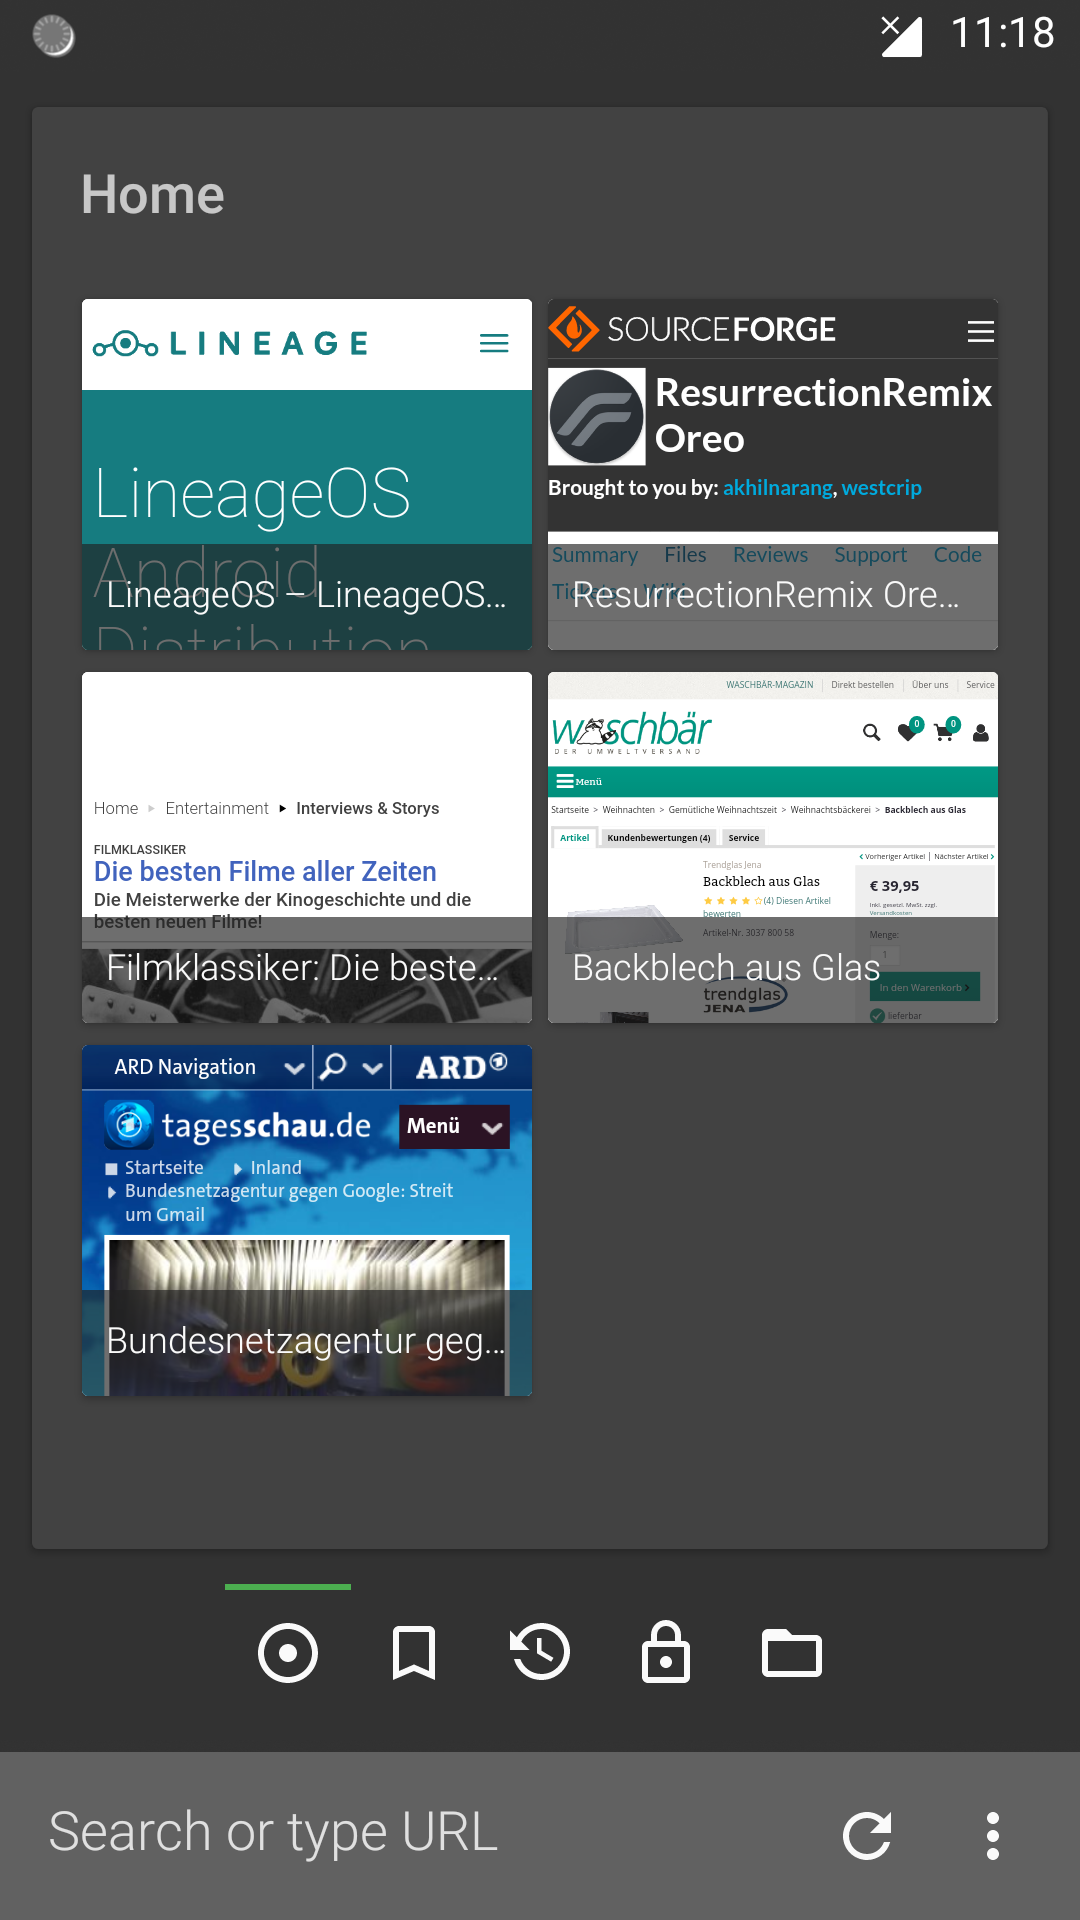 11:18
Home
LINEAGE
LineageOS
Android
Distribution
LineageOS – LineageOS...
SOURCEFORGE
ResurrectionRemix
Oreo
Brought to you by: akhilnarang, westcrip
Summary Files Reviews Support Code
Tickets Wiki
ResurrectionRemix Ore...
Home Entertainment Interviews & Storys
FILMKLASSIKER
Die besten Filme aller Zeiten
Die Meisterwerke der Kinogeschichte und die
besten neuen Filme!
Filmklassiker: Die beste...
WASCHBÄR-MAGAZIN Direkt bestellen Über uns Service
waschbär
DER UMWELTVERSAND
0 0
Menü
Startseite > Weihnachten > Gemütliche Weihnachtszeit > Weihnachtsbäckerei > Backblech aus Glas
Artikel Kundenbewertungen (4) Service
Vorheriger Artikel | Nächster Artikel
Trendglas Jena
Backblech aus Glas
(4) Diesen Artikel
bewerten
Artikel-Nr. 3037 800 58
€ 39,95
Inkl. gesetzl. MwSt. zzgl.
Versandkosten
Menge:
1
In den Warenkorb
lieferbar
trendglas
JENA
Backblech aus Glas
ARD Navigation ARD
tagesschau.de Menü
Startseite Inland
Bundesnetzagentur gegen Google: Streit
um Gmail
Google
Bundesnetzagentur geg...
Search or type URL